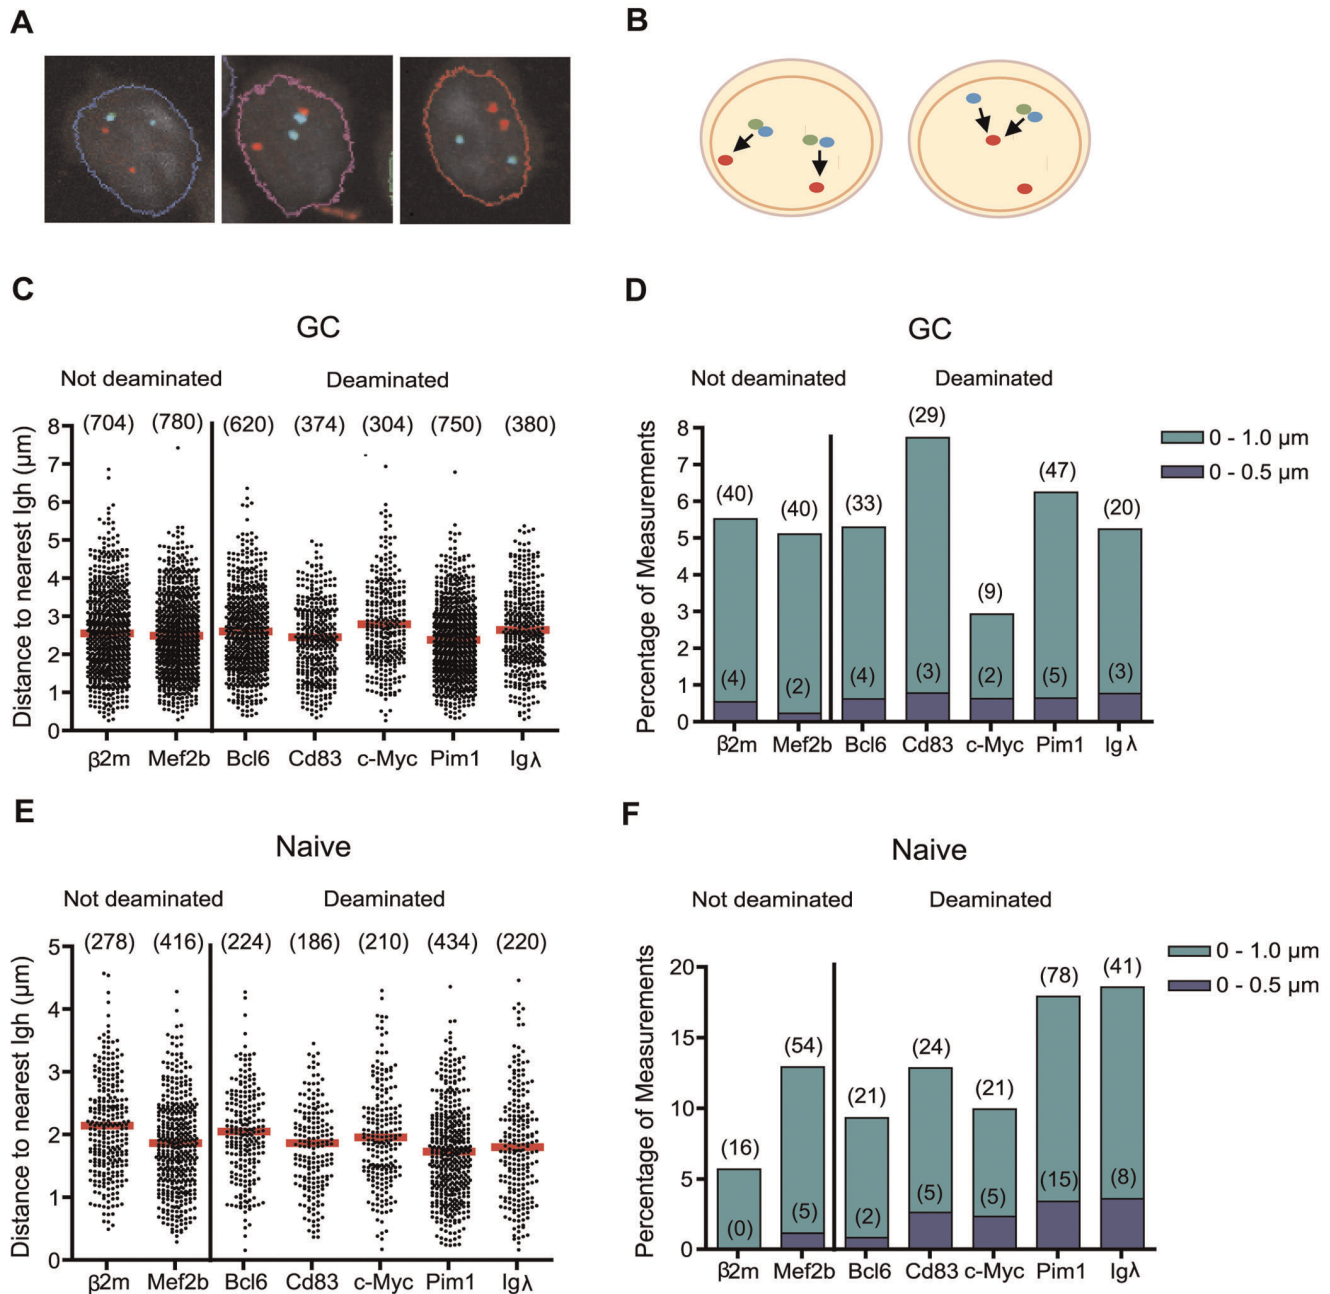 A
B
C
GC
Not deaminated
Deaminated
(704) (780) (620) (374) (304) (750) (380)
Distance to nearest Igh (µm)
8
7
6
5
4
3
2
1
0
β2m Mef2b Bcl6 Cd83 c-Myc Pim1 Igλ
D
GC
Not deaminated
Deaminated
0 - 1.0 µm
0 - 0.5 µm
Percentage of Measurements
8
7
6
5
4
3
2
1
0
(40) (40) (33) (29) (9) (47) (20)
(4) (2) (4) (3) (2) (5) (3)
β2m Mef2b Bcl6 Cd83 c-Myc Pim1 Igλ
E
Naive
Not deaminated
Deaminated
(278) (416) (224) (186) (210) (434) (220)
Distance to nearest Igh (µm)
5
4
3
2
1
0
β2m Mef2b Bcl6 Cd83 c-Myc Pim1 Igλ
F
Naive
Not deaminated
Deaminated
0 - 1.0 µm
0 - 0.5 µm
Percentage of Measurements
20
15
10
5
0
(16) (54) (21) (24) (21) (78) (41)
(0) (5) (2) (5) (5) (15) (8)
β2m Mef2b Bcl6 Cd83 c-Myc Pim1 Igλ